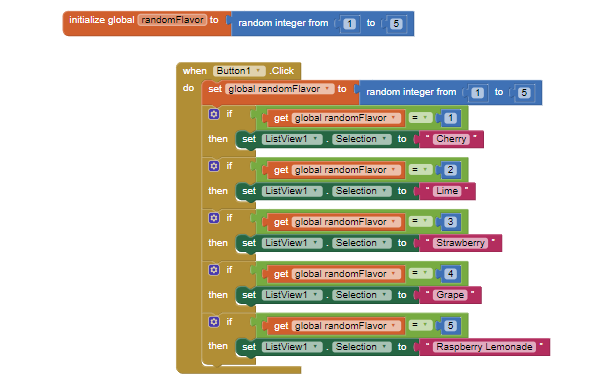 initialize global randomFlavor to random integer from 1 to 5
when Button1 .Click
do set global randomFlavor to random integer from 1 to 5
if get global randomFlavor = 1
then set ListView1 . Selection to " Cherry "
if get global randomFlavor = 2
then set ListView1 . Selection to " Lime "
if get global randomFlavor = 3
then set ListView1 . Selection to " Strawberry "
if get global randomFlavor = 4
then set ListView1 . Selection to " Grape "
if get global randomFlavor = 5
then set ListView1 . Selection to " Raspberry Lemonade "